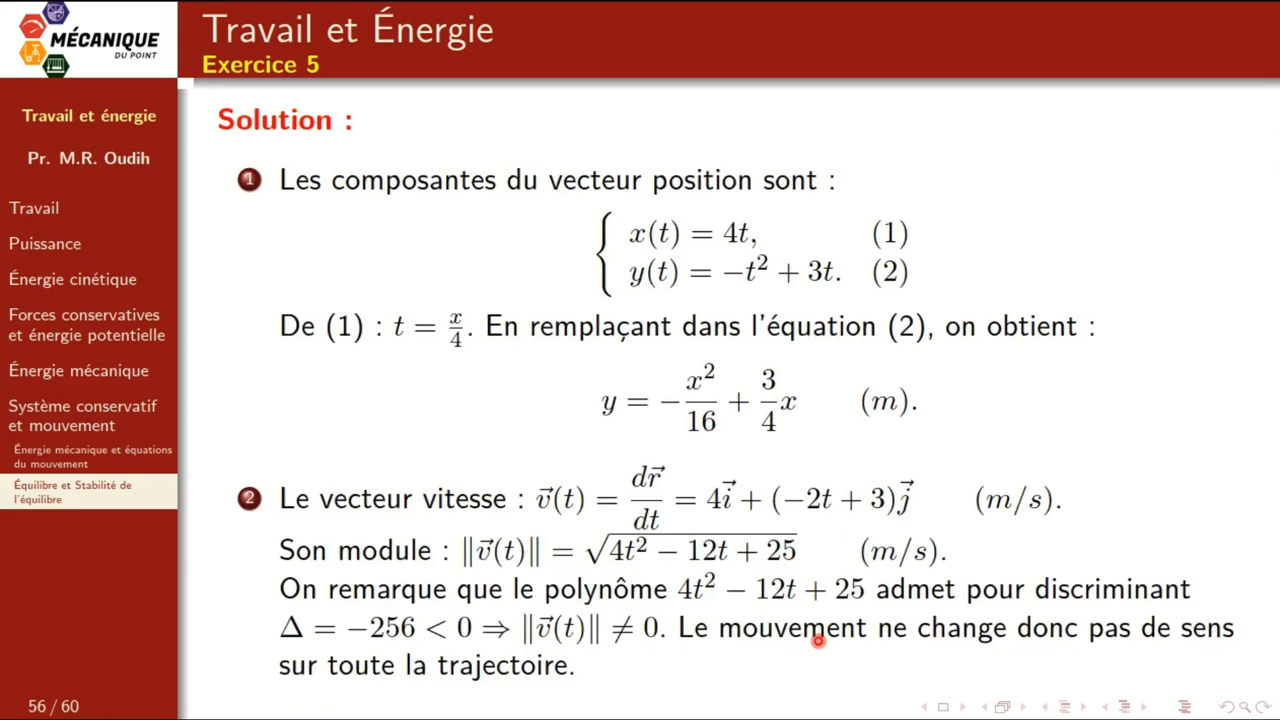 MÉCANIQUE
DU POINT
Travail et Énergie
Exercice 5
Travail et énergie
Pr. M.R. Oudih
Travail
Puissance
Énergie cinétique
Forces conservatives
et énergie potentielle
Énergie mécanique
Système conservatif
et mouvement
Énergie mécanique et équations
du mouvement
Équilibre et Stabilité de
l'équilibre
56 / 60
Solution :
1 Les composantes du vecteur position sont :
x(t) = 4t, (1)
y(t) = −t² + 3t. (2)
De (1) : t = x/4. En remplaçant dans l'équation (2), on obtient :
y = −x²/16 + 3/4 x (m).
2 Le vecteur vitesse : v⃗(t) = dr⃗/dt = 4i⃗ + (−2t + 3)j⃗ (m/s).
Son module : ‖v⃗(t)‖ = √(4t² − 12t + 25) (m/s).
On remarque que le polynôme 4t² − 12t + 25 admet pour discriminant
Δ = −256 < 0 ⇒ ‖v⃗(t)‖ ≠ 0. Le mouvement ne change donc pas de sens
sur toute la trajectoire.